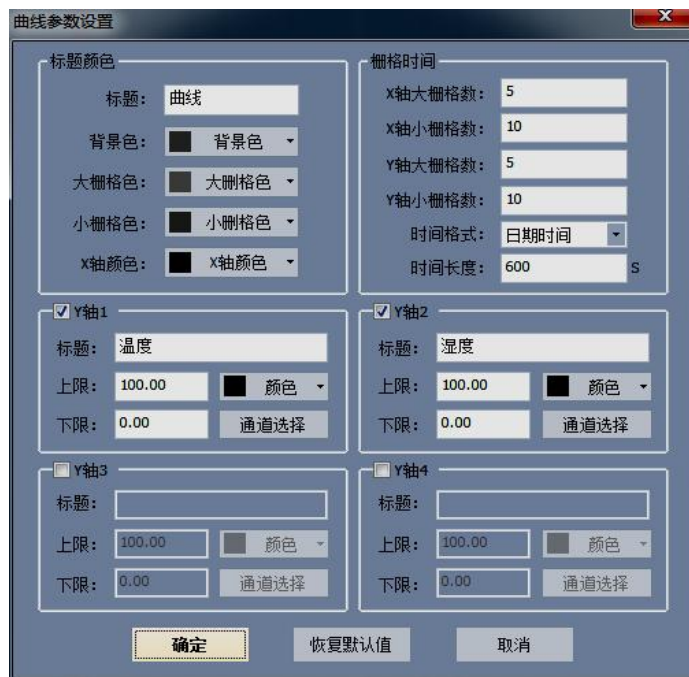 曲线参数设置
标题颜色
标题： 曲线
背景色： 背景色
大栅格色： 大删格色
小栅格色： 小删格色
X轴颜色： X轴颜色
栅格时间
X轴大栅格数： 5
X轴小栅格数： 10
Y轴大栅格数： 5
Y轴小栅格数： 10
时间格式： 日期时间
时间长度： 600 S
Y轴1
标题： 温度
上限： 100.00 颜色
下限： 0.00 通道选择
Y轴2
标题： 湿度
上限： 100.00 颜色
下限： 0.00 通道选择
Y轴3
标题：
上限： 100.00 颜色
下限： 0.00 通道选择
Y轴4
标题：
上限： 100.00 颜色
下限： 0.00 通道选择
确定 恢复默认值 取消